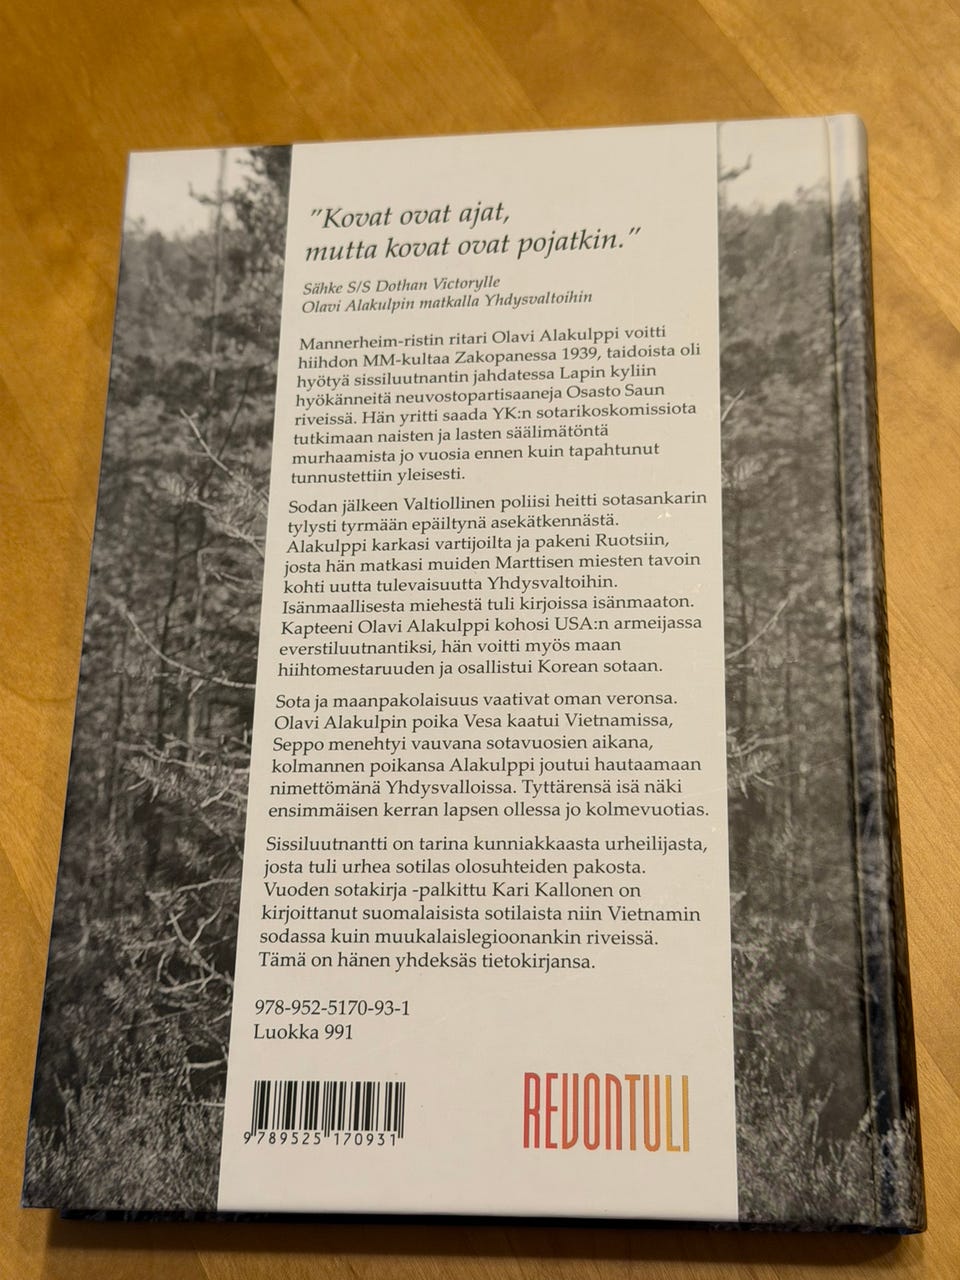 "Kovat ovat ajat,
mutta kovat ovat pojatkin."
Sähke S/S Dothan Victorylle
Olavi Alakulpin matkalla Yhdysvaltoihin
Mannerheim-ristin ritari Olavi Alakulppi voitti
hiihdon MM-kultaa Zakopanessa 1939, taidoista oli
hyötyä sissiluutnantin jahdatessa Lapin kyliin
hyökänneitä neuvostopartisaaneja Osasto Saun
riveissä. Hän yritti saada YK:n sotarikoskomissiota
tutkimaan naisten ja lasten säälimätöntä
murhaamista jo vuosia ennen kuin tapahtunut
tunnustettiin yleisesti.
Sodan jälkeen Valtiollinen poliisi heitti sotasankarin
tylysti tyrmään epäiltynä asekätkennästä.
Alakulppi karkasi vartijoilta ja pakeni Ruotsiin,
josta hän matkasi muiden Marttisen miesten tavoin
kohti uutta tulevaisuutta Yhdysvaltoihin.
Isänmaallisesta miehestä tuli kirjoissa isänmaaton.
Kapteeni Olavi Alakulppi kohosi USA:n armeijassa
everstiluutnantiksi, hän voitti myös maan
hiihtomestaruuden ja osallistui Korean sotaan.
Sota ja maanpakolaisuus vaativat oman veronsa.
Olavi Alakulpin poika Vesa kaatui Vietnamissa,
Seppo menehtyi vauvana sotavuosien aikana,
kolmannen poikansa Alakulppi joutui hautaamaan
nimettömänä Yhdysvalloissa. Tyttärensä isä näki
ensimmäisen kerran lapsen ollessa jo kolmevuotias.
Sissiluutnantti on tarina kunniakkaasta urheilijasta,
josta tuli urhea sotilas olosuhteiden pakosta.
Vuoden sotakirja -palkittu Kari Kallonen on
kirjoittanut suomalaisista sotilaista niin Vietnamin
sodassa kuin muukalaislegioonankin riveissä.
Tämä on hänen yhdeksäs tietokirjansa.
978-952-5170-93-1
Luokka 991
9 789525 170931
REVONTULI